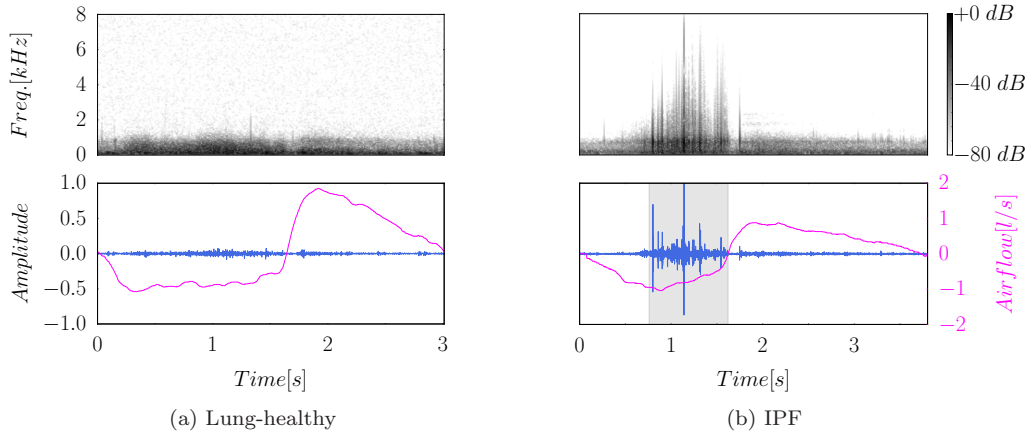 8
6
4
2
0
Freq.[kHz]
+0 dB
−40 dB
−80 dB
1.0
0.5
0.0
−0.5
−1.0
Amplitude
2
1
0
−1
−2
Airflow[l/s]
0 1 2 3
0 1 2 3
Time[s]
Time[s]
(a) Lung-healthy
(b) IPF